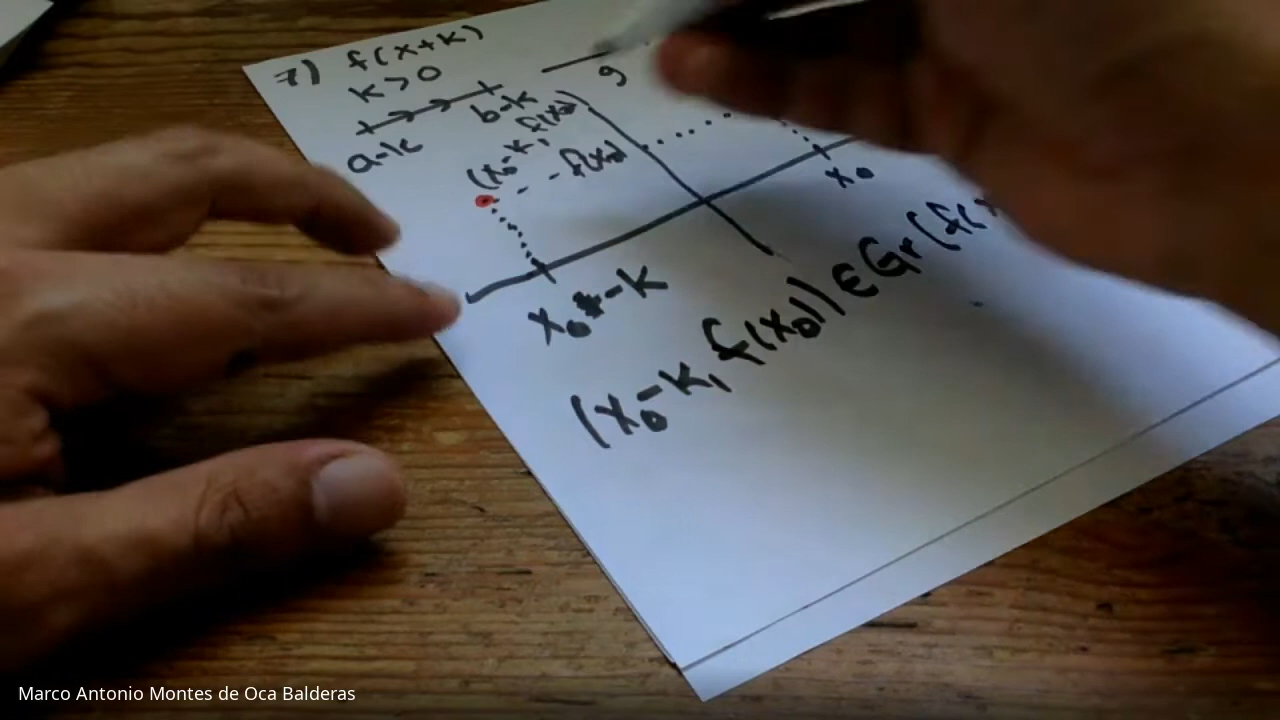 7) f(x+k)
k > 0
a-k b-k
(x₀-k, f(x₀))
f(x₀)
x₀
x₀-k
(x₀-k, f(x₀)) ∈ Gr(f(
Marco Antonio Montes de Oca Balderas